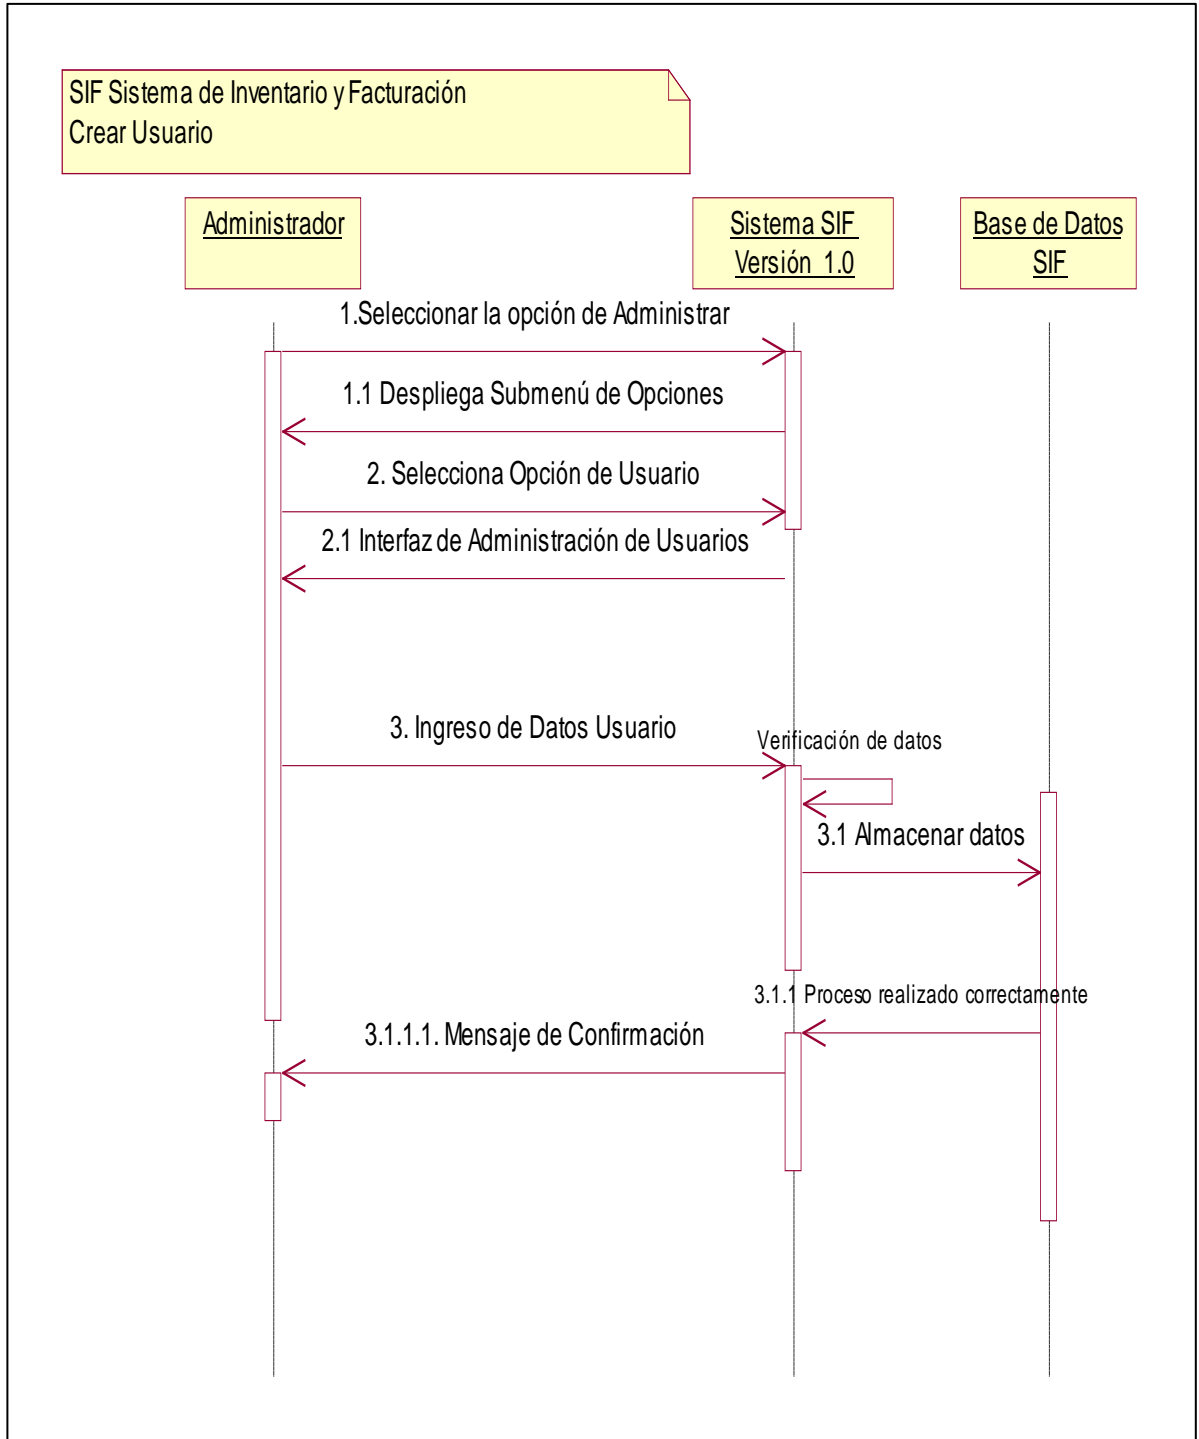 SIF Sistema de Inventario y Facturación
Crear Usuario
Administrador
Sistema SIF
Versión 1.0
Base de Datos
SIF
1.Seleccionar la opción de Administrar
1.1 Despliega Submenú de Opciones
2. Selecciona Opción de Usuario
2.1 Interfaz de Administración de Usuarios
3. Ingreso de Datos Usuario
Verificación de datos
3.1 Almacenar datos
3.1.1 Proceso realizado correctamente
3.1.1.1. Mensaje de Confirmación